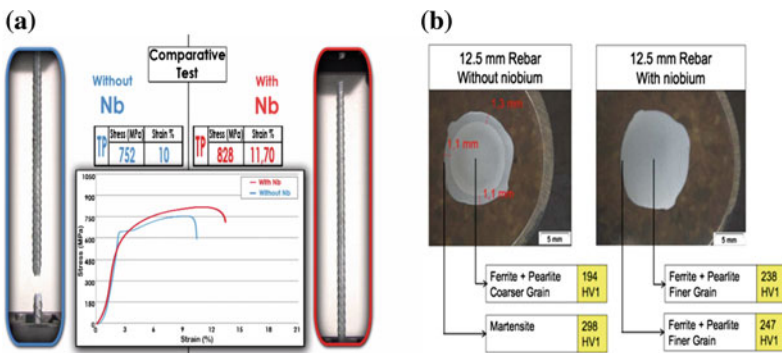 (a)
Comparative
Test
Without
Nb
With
Nb
TP Stress (MPa) Strain %
752 10
TP Stress (MPa) Strain %
828 11,70
With Nb
Without Nb
Stress (MPa)
1050
900
750
600
450
300
150
0
0 3 6 9 12 15 18 21
Strain (%)
(b)
12.5 mm Rebar
Without niobium
1.3 mm
1.1 mm
1.1 mm
5 mm
Ferrite + Pearlite
Coarser Grain
194
HV1
Martensite
298
HV1
12.5 mm Rebar
With niobium
5 mm
Ferrite + Pearlite
Finer Grain
238
HV1
Ferrite + Pearlite
Finer Grain
247
HV1